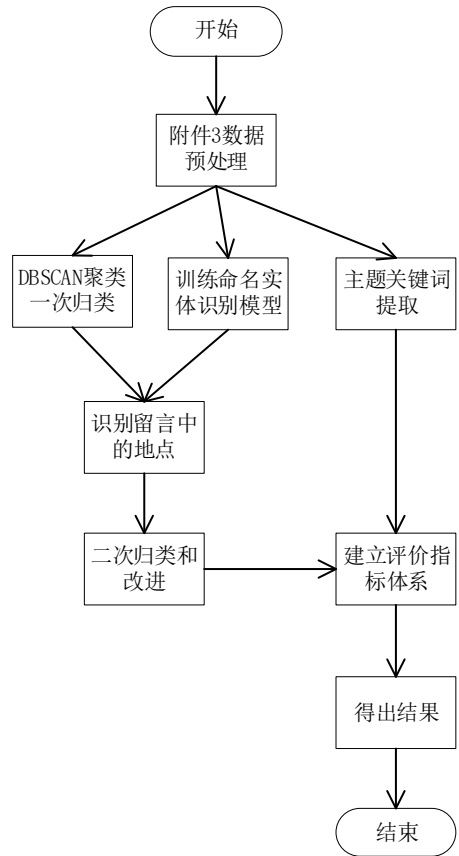 开始
附件3数据
预处理
DBSCAN聚类
一次归类
训练命名实
体识别模型
主题关键词
提取
识别留言中
的地点
二次归类和
改进
建立评价指
标体系
得出结果
结束